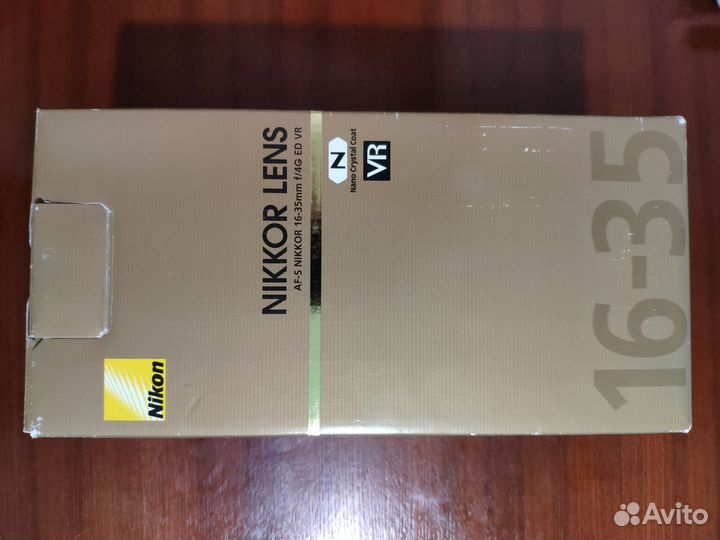 Nikon
NIKKOR LENS
AF-S NIKKOR 16-35mm f/4G ED VR
N
Nano Crystal Coat
VR
16-35
Avito